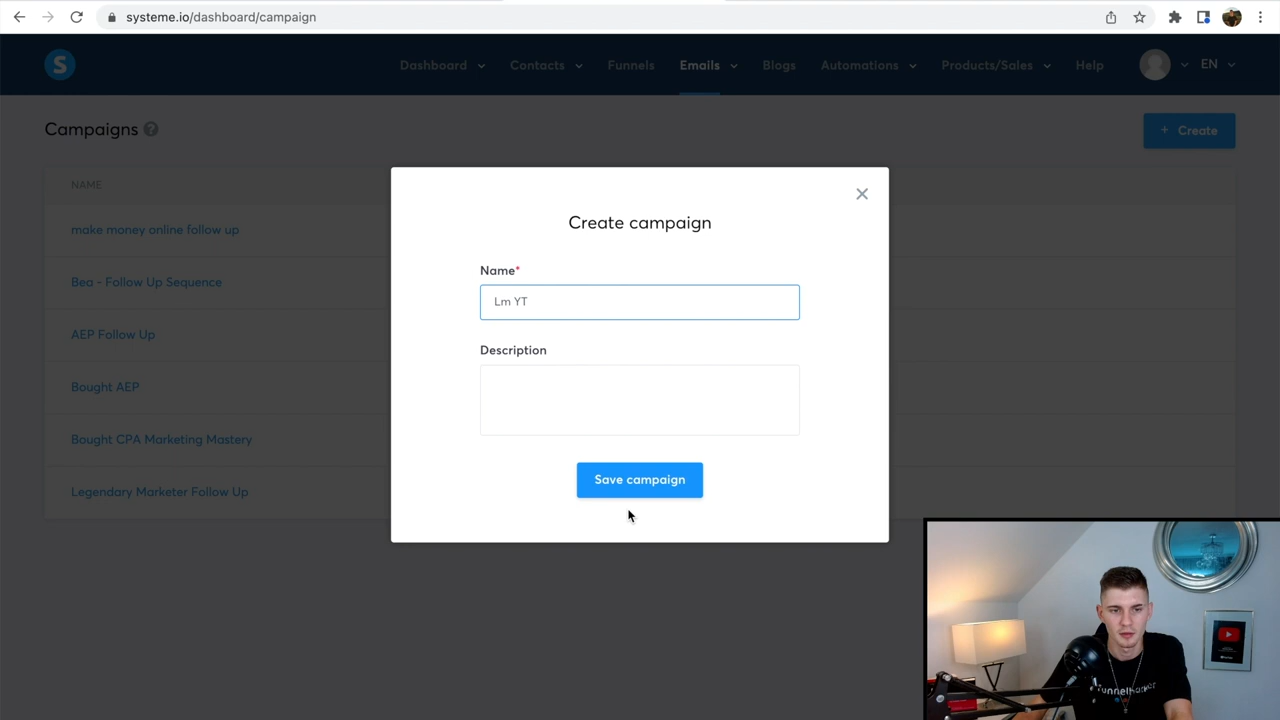 systeme.io/dashboard/campaign
S
Dashboard
Contacts
Funnels
Emails
Blogs
Automations
Products/Sales
Help
EN
Campaigns ?
+ Create
NAME
make money online follow up
Bea - Follow Up Sequence
AEP Follow Up
Bought AEP
Bought CPA Marketing Mastery
Legendary Marketer Follow Up
Create campaign
Name*
Lm YT
Description
Save campaign